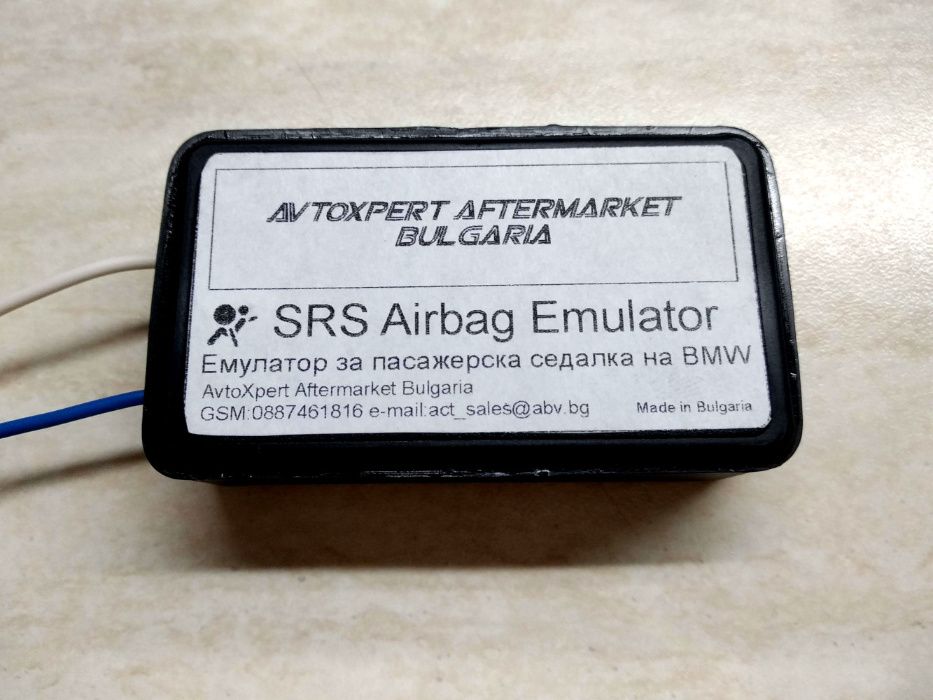 AVTOXPERT AFTERMARKET
BULGARIA
SRS Airbag Emulator
Емулатор за пасажерска седалка на BMW
AvtoXpert Aftermarket Bulgaria
GSM:0887461816 e-mail:act_sales@abv.bg Made in Bulgaria